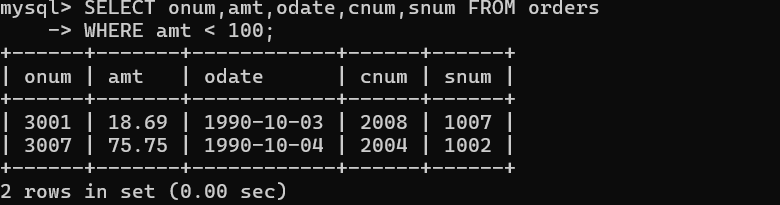 mysql> SELECT onum,amt,odate,cnum,snum FROM orders
    -> WHERE amt < 100;
+------+-------+------------+------+------+
| onum | amt   | odate      | cnum | snum |
+------+-------+------------+------+------+
| 3001 | 18.69 | 1990-10-03 | 2008 | 1007 |
| 3007 | 75.75 | 1990-10-04 | 2004 | 1002 |
+------+-------+------------+------+------+
2 rows in set (0.00 sec)